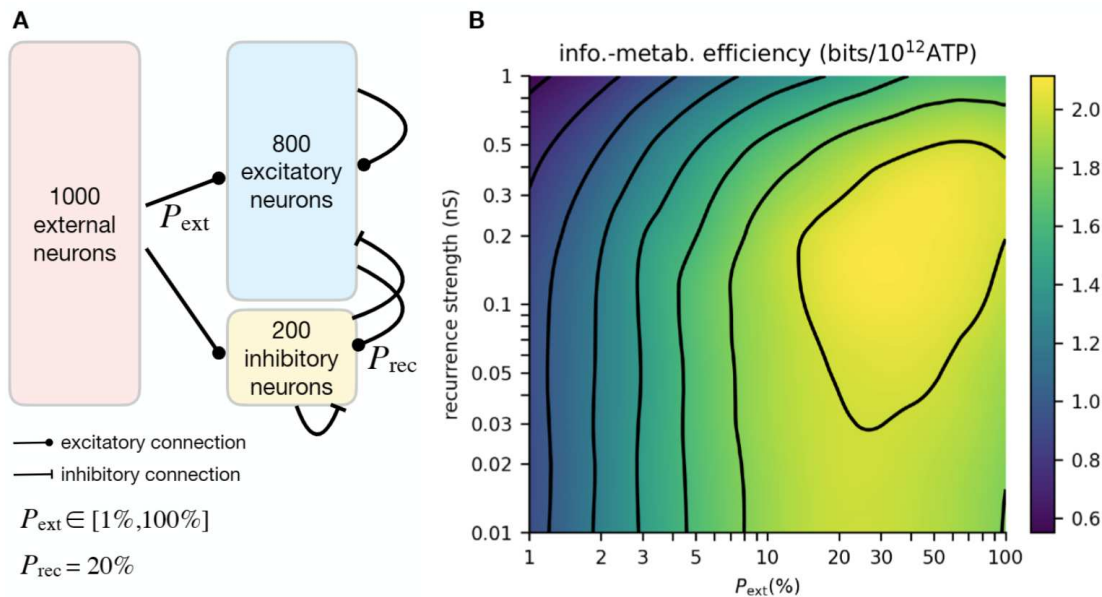 A
1000
external
neurons
P_ext
800
excitatory
neurons
200
inhibitory
neurons
P_rec
excitatory connection
inhibitory connection
P_ext ∈ [1%,100%]
P_rec = 20%
B
info.-metab. efficiency (bits/10¹²ATP)
recurrence strength (nS)
1
0.5
0.3
0.2
0.1
0.05
0.03
0.02
0.01
1 2 3 5 10 20 30 50 100
P_ext(%)
2.0
1.8
1.6
1.4
1.2
1.0
0.8
0.6